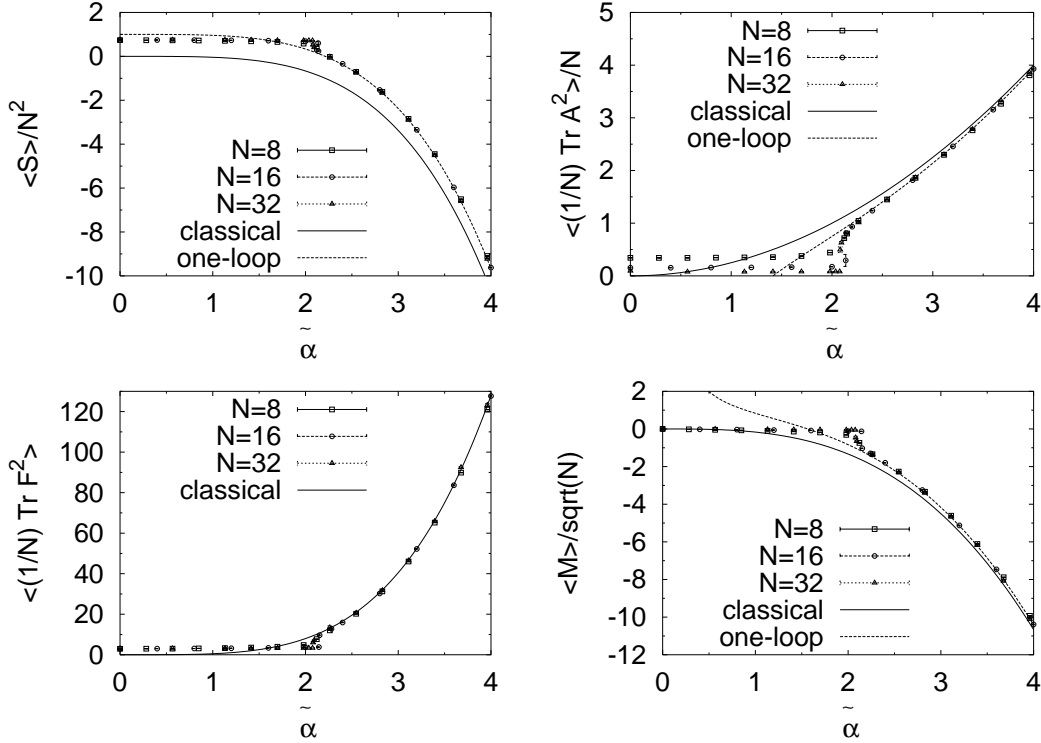 2
0
-2
-4
-6
-8
-10
<S>/N²
N=8
N=16
N=32
classical
one-loop
0 1 2 3 4
~
α
5
4
3
2
1
0
<(1/N) Tr A²>/N
N=8
N=16
N=32
classical
one-loop
0 1 2 3 4
~
α
120
100
80
60
40
20
0
<(1/N) Tr F²>
N=8
N=16
N=32
classical
0 1 2 3 4
~
α
2
0
-2
-4
-6
-8
-10
-12
<M>/sqrt(N)
N=8
N=16
N=32
classical
one-loop
0 1 2 3 4
~
α